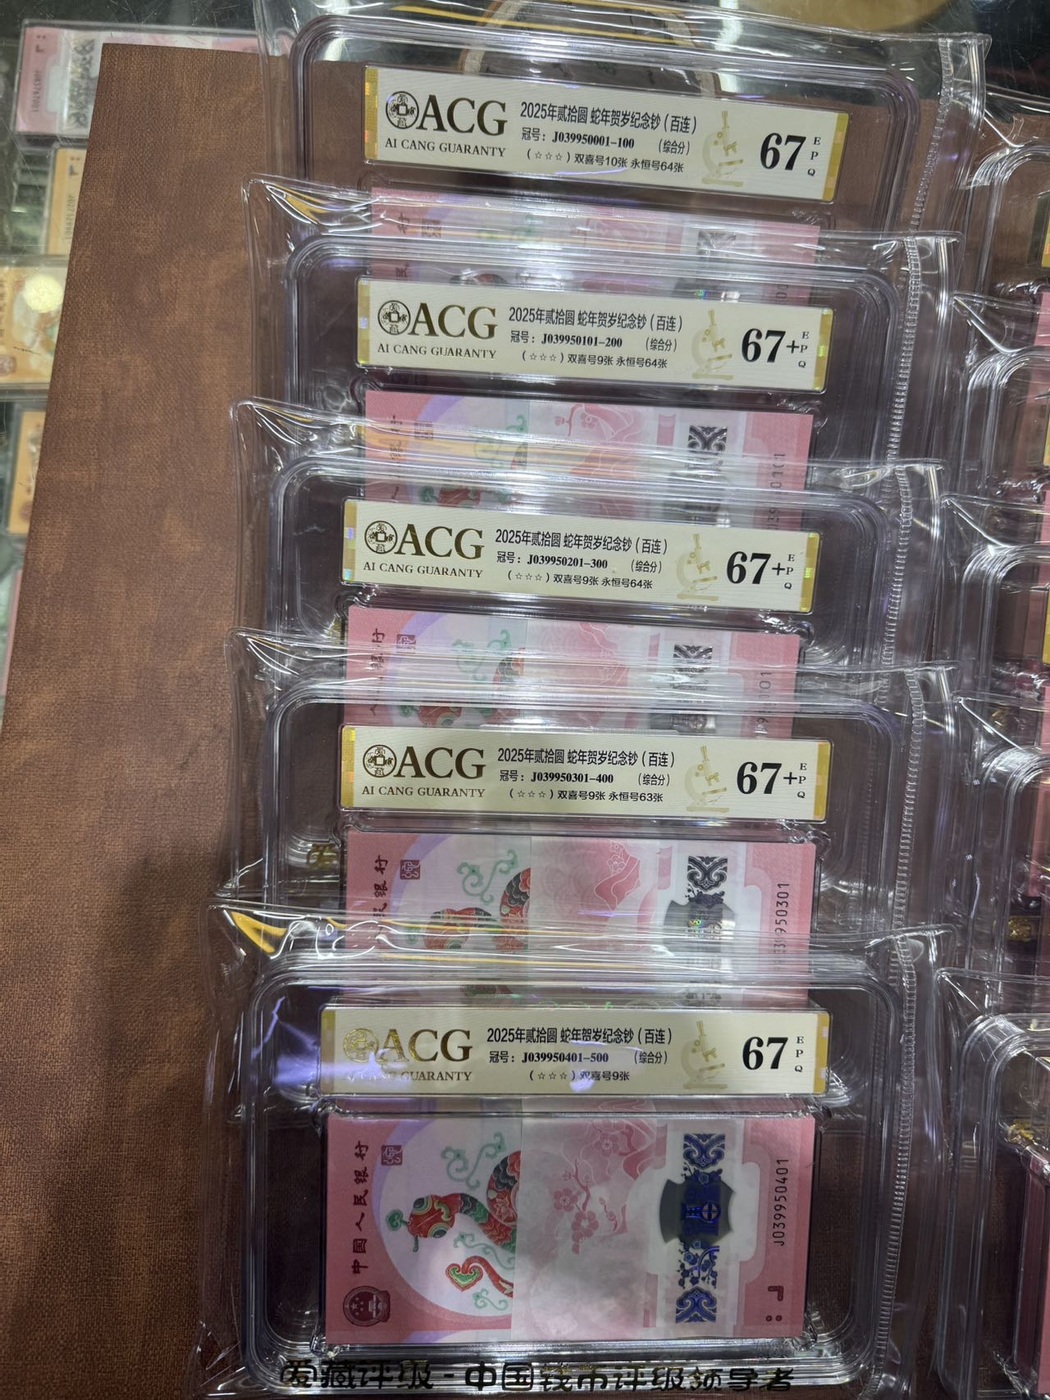 ACG
AI CANG GUARANTY
2025年贰拾圆 蛇年贺岁纪念钞（百连）
冠号：J039950001-100 （综合分）
（☆☆☆）双喜号10张 永恒号64张
67 EPQ
ACG
AI CANG GUARANTY
2025年贰拾圆 蛇年贺岁纪念钞（百连）
冠号：J039950101-200 （综合分）
（☆☆☆）双喜号9张 永恒号64张
67+ EPQ
ACG
AI CANG GUARANTY
2025年贰拾圆 蛇年贺岁纪念钞（百连）
冠号：J039950201-300 （综合分）
（☆☆☆）双喜号9张 永恒号64张
67+ EPQ
ACG
AI CANG GUARANTY
2025年贰拾圆 蛇年贺岁纪念钞（百连）
冠号：J039950301-400 （综合分）
（☆☆☆）双喜号9张 永恒号63张
67+ EPQ
民银行
J39950301
ACG
GUARANTY
2025年贰拾圆 蛇年贺岁纪念钞（百连）
冠号：J039950401-500 （综合分）
（☆☆☆）双喜号9张
67 EPQ
中国人民银行
J039950401
爱藏评级-中国钱币评级领导者